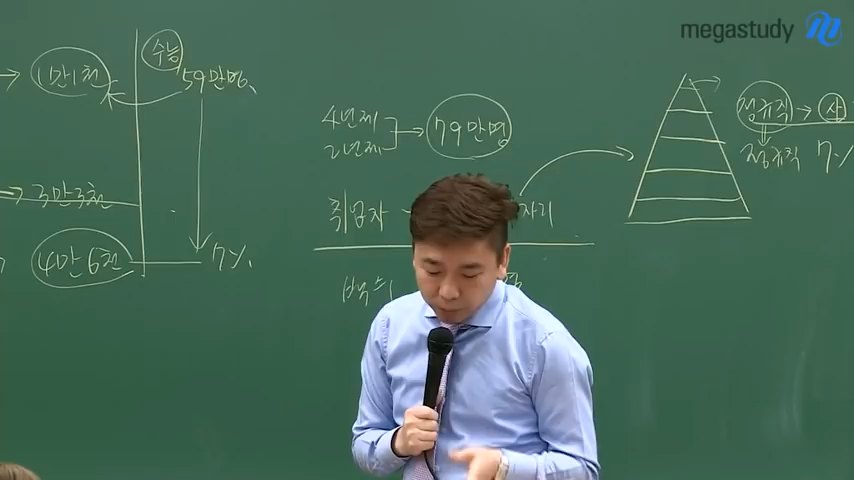 megastudy
1만1천
수능
59만명
3만3천
4만6천
7%
4년제
2년제
79만명
취업자
자리
정규직 → 사
정규직 7%